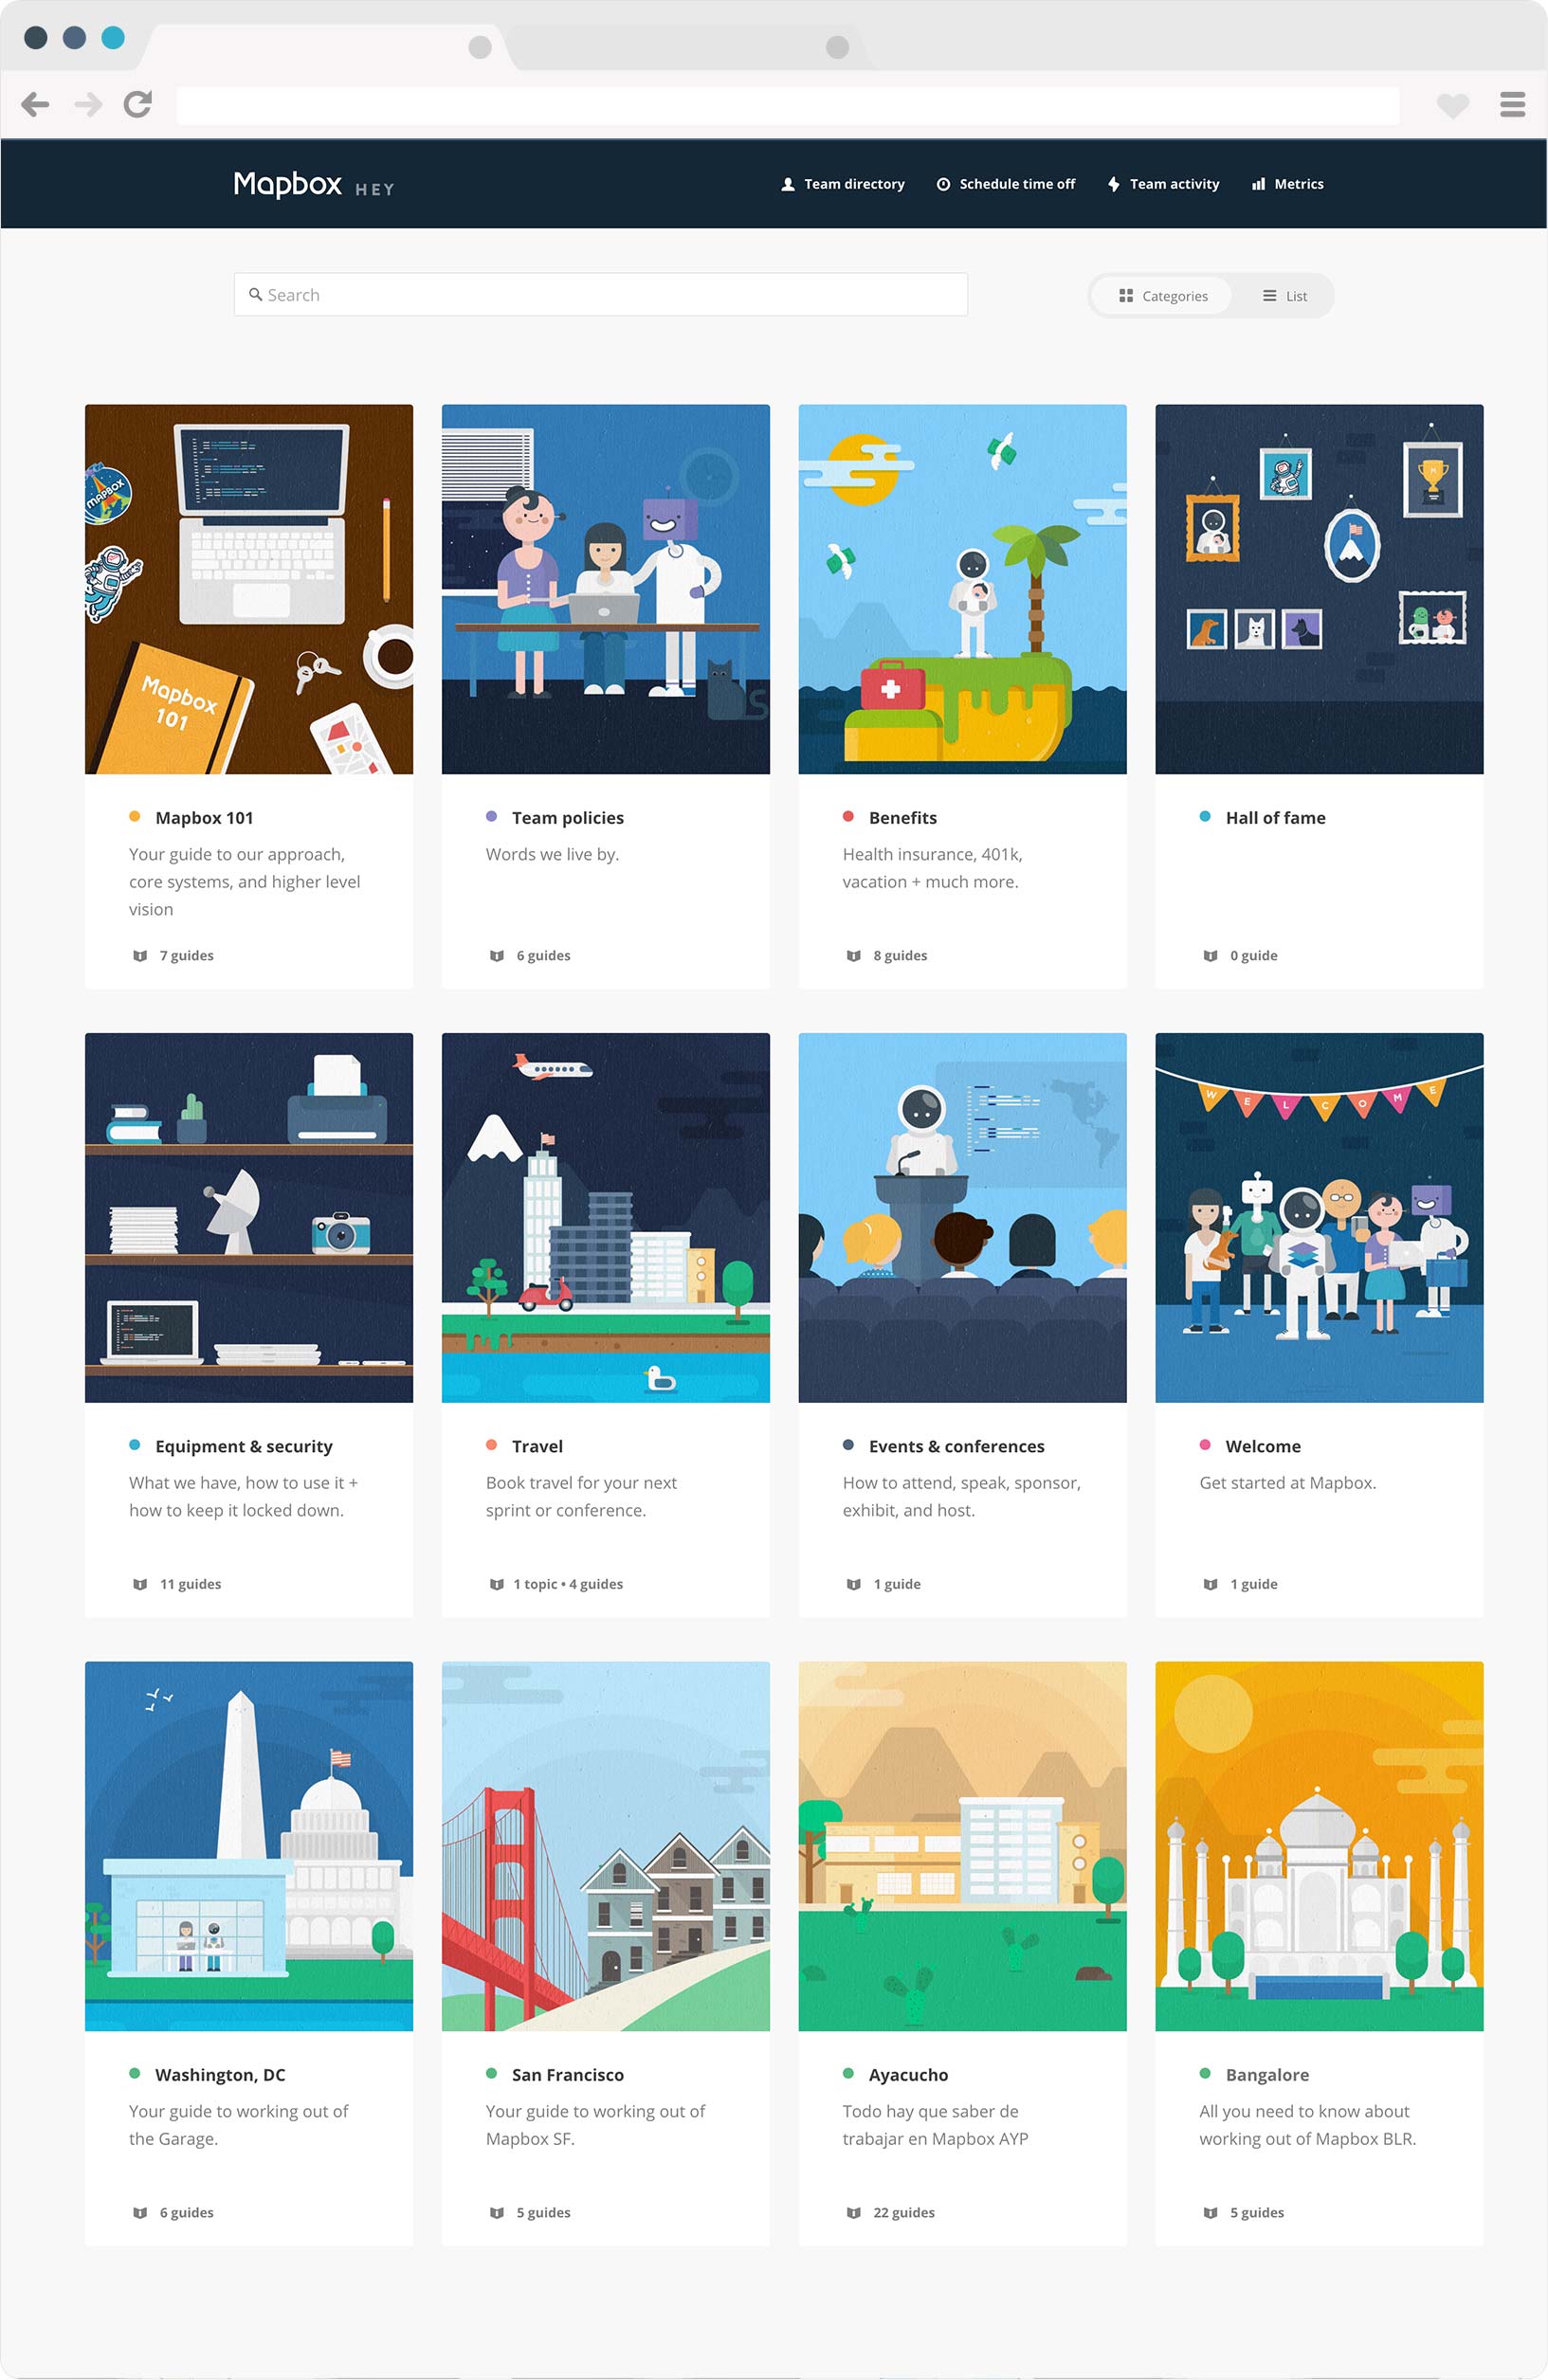 Mapbox HEY
Team directory
Schedule time off
Team activity
Metrics
Search
Categories
List
MAPBOX
Mapbox
101
Mapbox 101
Your guide to our approach,
core systems, and higher level
vision
7 guides
Team policies
Words we live by.
6 guides
Benefits
Health insurance, 401k,
vacation + much more.
8 guides
Hall of fame
0 guide
Equipment & security
What we have, how to use it +
how to keep it locked down.
11 guides
Travel
Book travel for your next
sprint or conference.
1 topic • 4 guides
Events & conferences
How to attend, speak, sponsor,
exhibit, and host.
1 guide
WELCOME
Welcome
Get started at Mapbox.
1 guide
Washington, DC
Your guide to working out of
the Garage.
6 guides
San Francisco
Your guide to working out of
Mapbox SF.
5 guides
Ayacucho
Todo hay que saber de
trabajar en Mapbox AYP
22 guides
Bangalore
All you need to know about
working out of Mapbox BLR.
5 guides